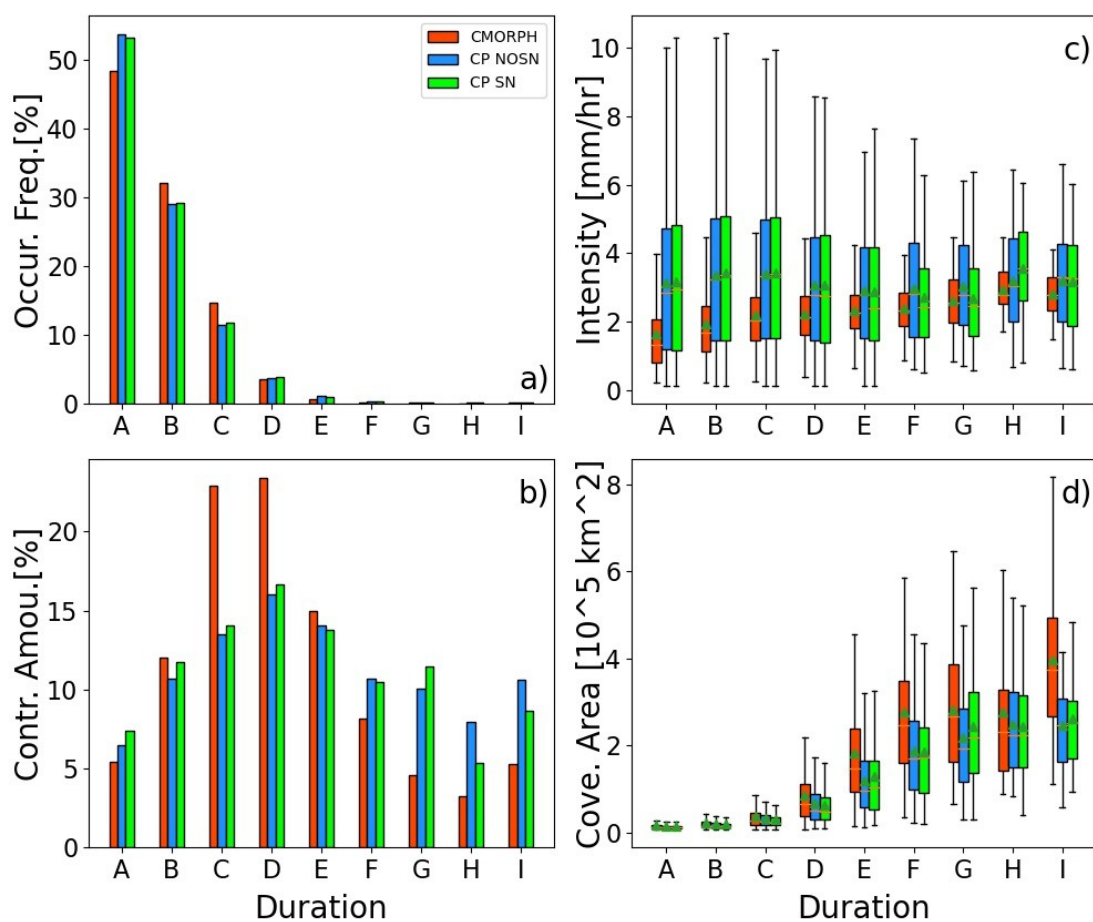 CMORPH
CP NOSN
CP SN
Occur. Freq.[%]
50
40
30
20
10
0
A B C D E F G H I
a)
Intensity [mm/hr]
10
8
6
4
2
0
A B C D E F G H I
c)
Contr. Amou.[%]
20
15
10
5
0
A B C D E F G H I
Duration
b)
Cove. Area [10^5 km^2]
8
6
4
2
0
A B C D E F G H I
Duration
d)